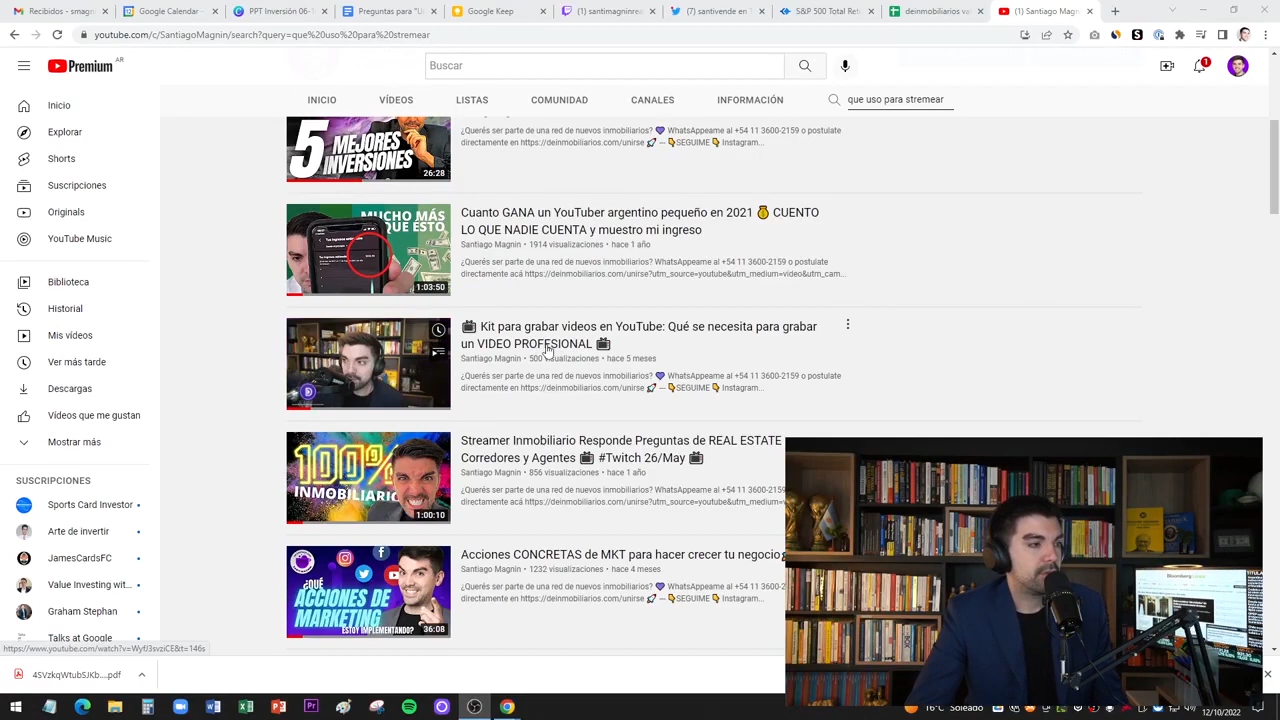 Recibidos - smagn
Google Calendar -
PPT Inversión 06-1
Preguntas para "U
Google Keep
santimagninreal
(7) santivende en T
S&P 500 Total Retu
deinmobiliarios va
(1) Santiago Magn
youtube.com/c/SantiagoMagnin/search?query=que%20uso%20para%20stremear
Premium AR
Buscar
1
INICIO
VÍDEOS
LISTAS
COMUNIDAD
CANALES
INFORMACIÓN
que uso para stremear
Inicio
Explorar
Shorts
Suscripciones
Originals
YouTube Music
Biblioteca
Historial
Mis vídeos
Ver más tarde
Descargas
Vídeos que me gustan
Mostrar más
SUSCRIPCIONES
Sports Card Investor
Arte de invertir
JamesCardsFC
Value Investing wit...
Graham Stephan
Talks at Google
5 MEJORES
INVERSIONES
26:28
¿Querés ser parte de una red de nuevos inmobiliarios? 💜 WhatsAppeame al +54 11 3600-2159 o postulate
directamente en https://deinmobiliarios.com/unirse 🚀 — 👇SEGUIME 👇 Instagram...
MUCHO MÁS
QUE ESTO
1:03:50
Cuanto GANA un YouTuber argentino pequeño en 2021 💰 CUENTO
LO QUE NADIE CUENTA y muestro mi ingreso
Santiago Magnin • 1914 visualizaciones • hace 1 año
¿Querés ser parte de una red de nuevos inmobiliarios? WhatsAppeame al +54 11 3600-2159 o postulate
directamente acá https://deinmobiliarios.com/unirse?utm_source=youtube&utm_medium=video&utm_cam...
📺 Kit para grabar videos en YouTube: Qué se necesita para grabar
un VIDEO PROFESIONAL 📺
Santiago Magnin • 500 visualizaciones • hace 5 meses
¿Querés ser parte de una red de nuevos inmobiliarios? 💜 WhatsAppeame al +54 11 3600-2159 o postulate
directamente en https://deinmobiliarios.com/unirse 🚀 — 👇SEGUIME 👇 Instagram...
100%
INMOBILIARIO
1:00:10
Streamer Inmobiliario Responde Preguntas de REAL ESTATE
Corredores y Agentes 📺 #Twitch 26/May 📺
Santiago Magnin • 856 visualizaciones • hace 1 año
¿Querés ser parte de una red de nuevos inmobiliarios? WhatsAppeame al +54 11 3600-2159
directamente acá https://deinmobiliarios.com/unirse?utm_source=youtube&utm_medium=v
¿QUÉ
ACCIONES DE
MARKETING
ESTOY IMPLEMENTANDO?
36:08
Acciones CONCRETAS de MKT para hacer crecer tu negocio
Santiago Magnin • 1232 visualizaciones • hace 4 meses
¿Querés ser parte de una red de nuevos inmobiliarios? 💜 WhatsAppeame al +54 11 3600-2
directamente en https://deinmobiliarios.com/unirse 🚀 — 👇SEGUIME 👇 Instagram...
Bloomberg
https://www.youtube.com/watch?v=WyfJ3svziCE&t=146s
4SVzkqWtubSJKb....pdf
16°C Soleado
12/10/2022